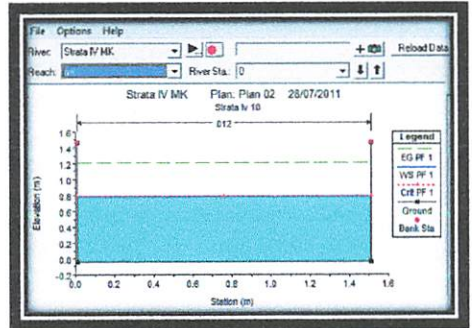 File Options Help
River: Strata IV MK Reload Data
Reach: River Sta.: 0
Strata IV MK Plan: Plan 02 28/07/2011
Strata Iv 10
.012
Legend
EG PF 1
WS PF 1
Crit PF 1
Ground
Bank Sta
Elevation (m)
1.6
1.4
1.2
1.0
0.8
0.6
0.4
0.2
0.0
-0.2
0.0 0.2 0.4 0.6 0.8 1.0 1.2 1.4 1.6
Station (m)